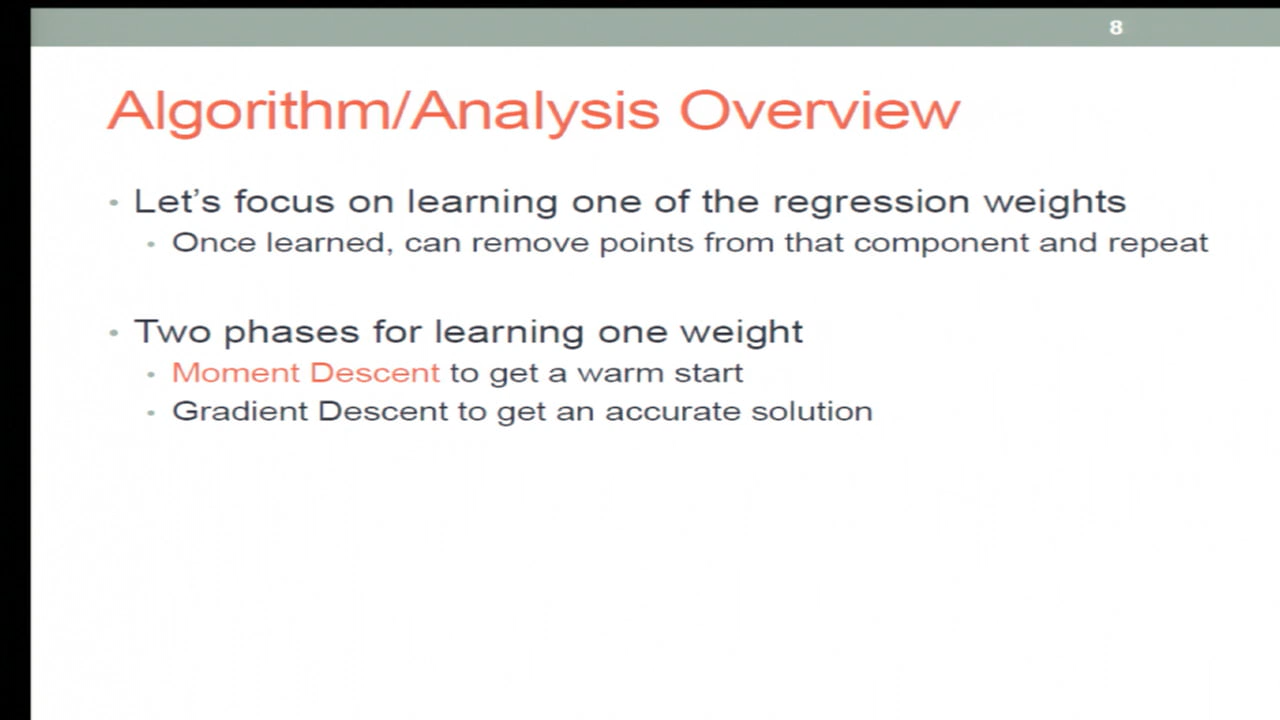 8
Algorithm/Analysis Overview
• Let’s focus on learning one of the regression weights
• Once learned, can remove points from that component and repeat
• Two phases for learning one weight
• Moment Descent to get a warm start
• Gradient Descent to get an accurate solution